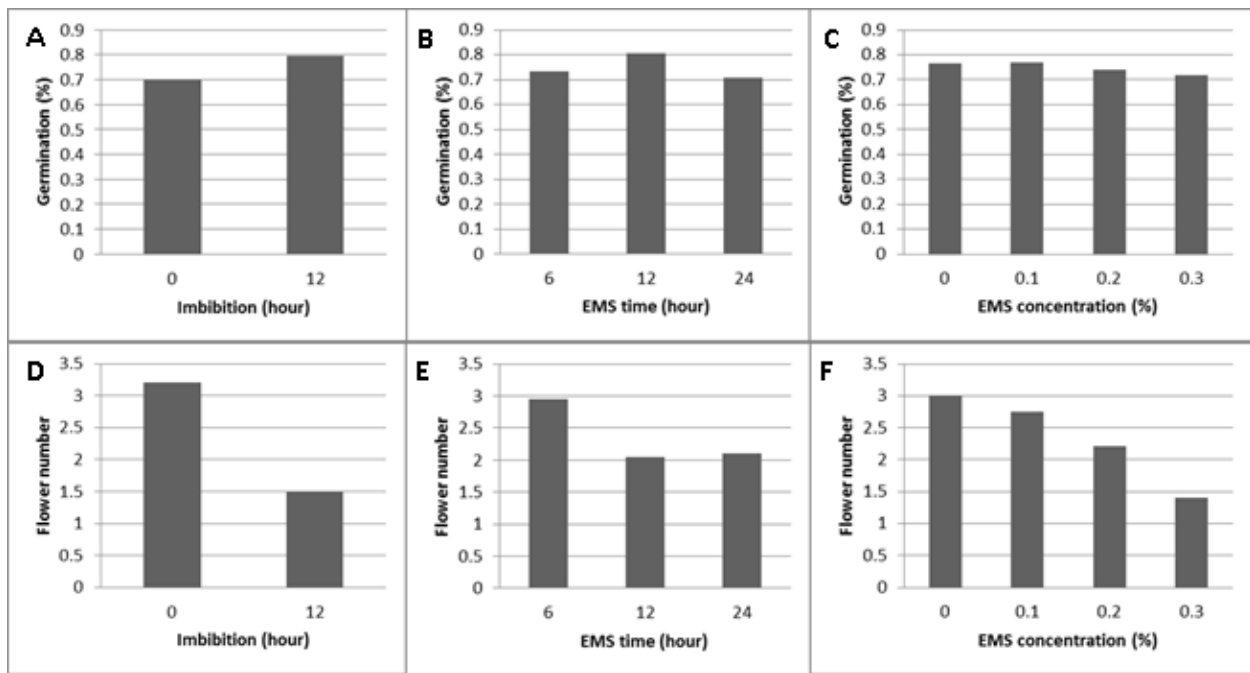 A
Germination (%)
0.9
0.8
0.7
0.6
0.5
0.4
0.3
0.2
0.1
0
0 12
Imbibition (hour)
B
Germination (%)
0.9
0.8
0.7
0.6
0.5
0.4
0.3
0.2
0.1
0
6 12 24
EMS time (hour)
C
Germination (%)
0.9
0.8
0.7
0.6
0.5
0.4
0.3
0.2
0.1
0
0 0.1 0.2 0.3
EMS concentration (%)
D
Flower number
3.5
3
2.5
2
1.5
1
0.5
0
0 12
Imbibition (hour)
E
Flower number
3.5
3
2.5
2
1.5
1
0.5
0
6 12 24
EMS time (hour)
F
Flower number
3.5
3
2.5
2
1.5
1
0.5
0
0 0.1 0.2 0.3
EMS concentration (%)